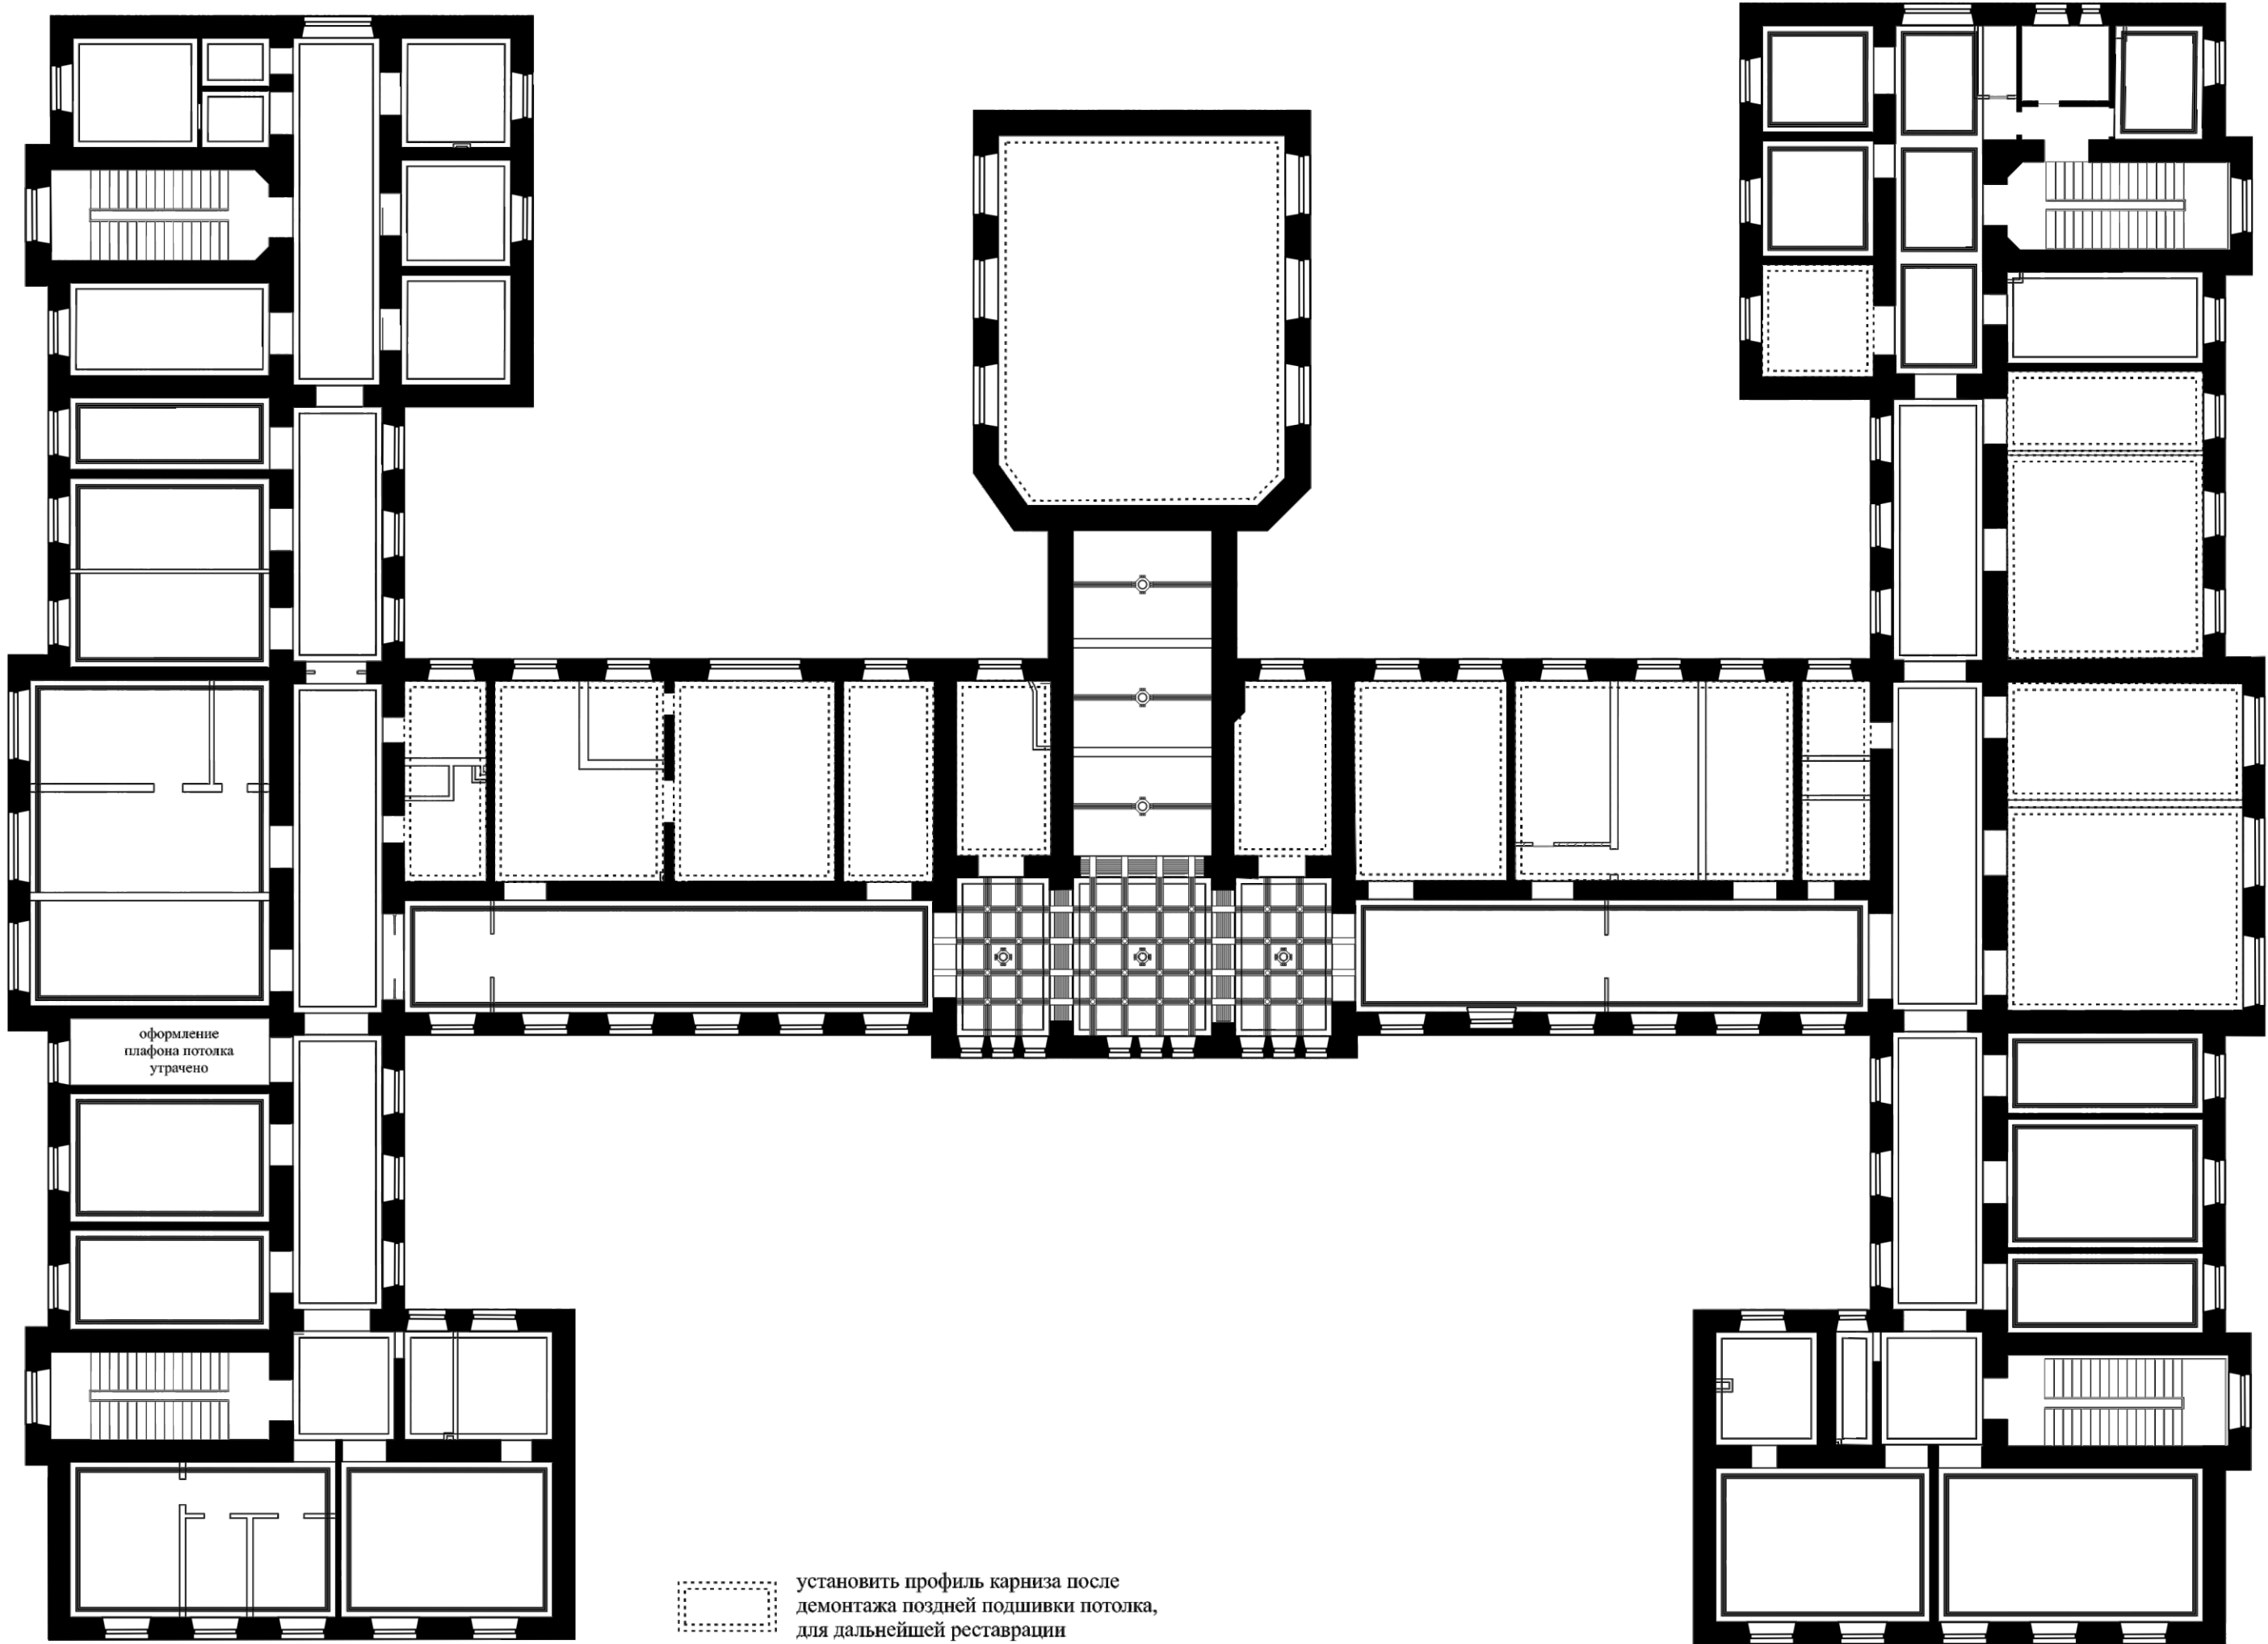 оформление
плафона потолка
утрачено
установить профиль карниза после
демонтажа поздней подшивки потолка,
для дальнейшей реставрации